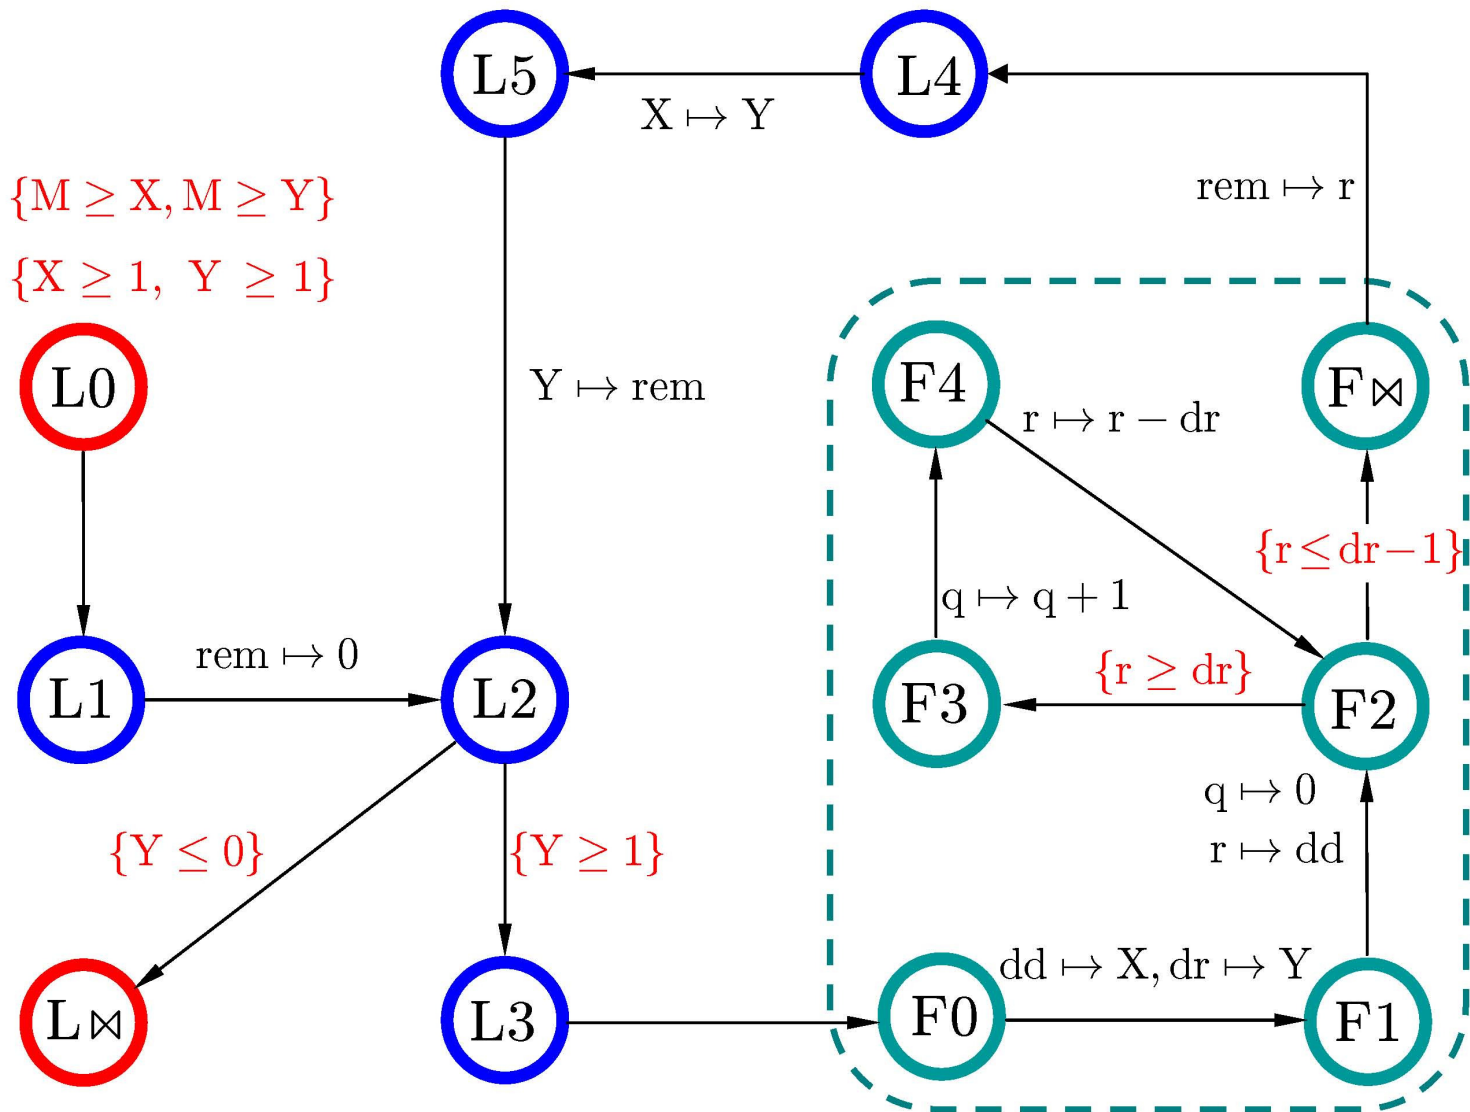 L5
L4
X ↦ Y
{M ≥ X, M ≥ Y}
rem ↦ r
{X ≥ 1, Y ≥ 1}
L0
Y ↦ rem
F4
r ↦ r − dr
F⋈
{r ≤ dr−1}
q ↦ q + 1
rem ↦ 0
{r ≥ dr}
L1
L2
F3
F2
q ↦ 0
{Y ≤ 0}
{Y ≥ 1}
r ↦ dd
dd ↦ X, dr ↦ Y
L⋈
L3
F0
F1